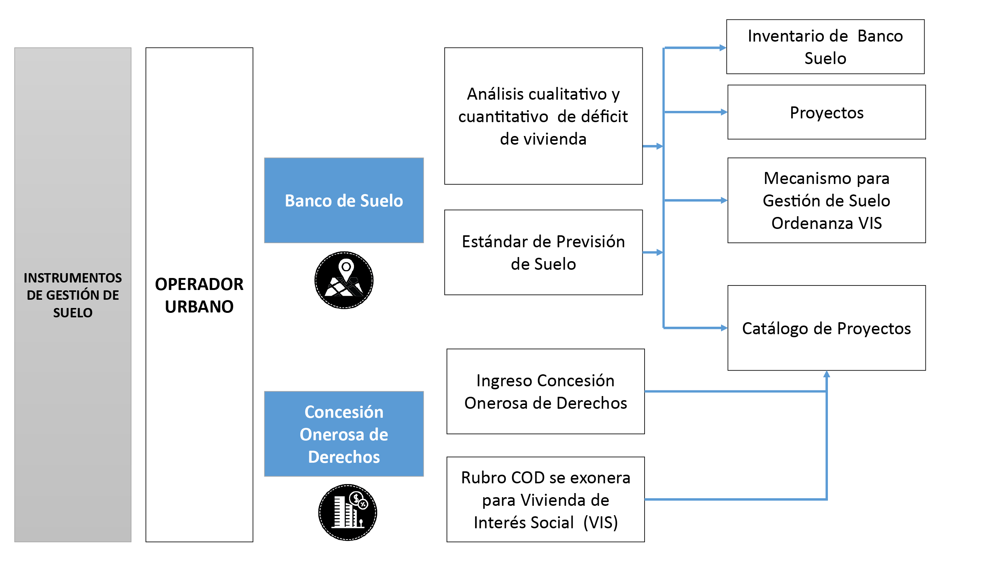 INSTRUMENTOS
DE GESTIÓN DE
SUELO
OPERADOR
URBANO
Banco de Suelo
Concesión
Onerosa de
Derechos
$
%
Análisis cualitativo y
cuantitativo de déficit
de vivienda
Estándar de Previsión
de Suelo
Ingreso Concesión
Onerosa de Derechos
Rubro COD se exonera
para Vivienda de
Interés Social (VIS)
Inventario de Banco
Suelo
Proyectos
Mecanismo para
Gestión de Suelo
Ordenanza VIS
Catálogo de Proyectos